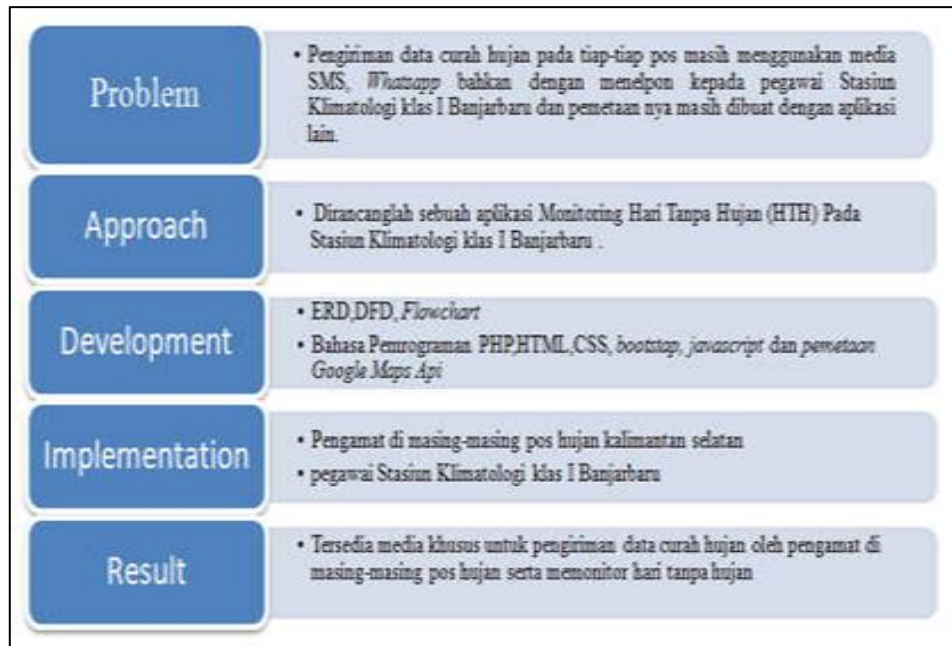 Problem
• Pengiriman data curah hujan pada tiap-tiap pos masih menggunakan media
SMS, Whatsapp bahkan dengan menelpon kepada pegawai Stasiun
Klimatologi klas I Banjarbaru dan pemetaan nya masih dibuat dengan aplikasi
lain.
Approach
• Dirancanglah sebuah aplikasi Monitoring Hari Tanpa Hujan (HTH) Pada
Stasiun Klimatologi klas I Banjarbaru .
Development
• ERD,DFD, Flowchart
• Bahasa Pemrograman PHP,HTML,CSS, bootstap, javascript dan pemetaan
Google Maps Api
Implementation
• Pengamat di masing-masing pos hujan kalimantan selatan
• pegawai Stasiun Klimatologi klas I Banjarbaru
Result
• Tersedia media khusus untuk pengiriman data curah hujan oleh pengamat di
masing-masing pos hujan serta memonitor hari tanpa hujan